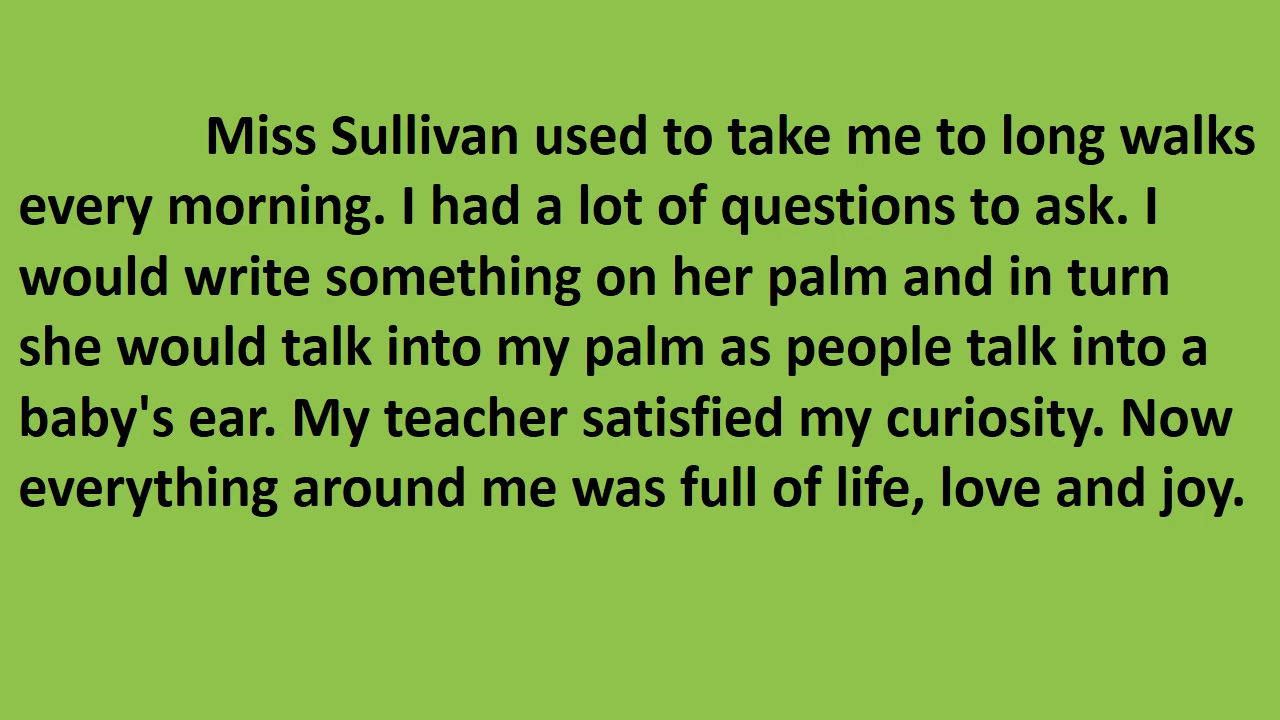 Miss Sullivan used to take me to long walks
every morning. I had a lot of questions to ask. I
would write something on her palm and in turn
she would talk into my palm as people talk into a
baby's ear. My teacher satisfied my curiosity. Now
everything around me was full of life, love and joy.